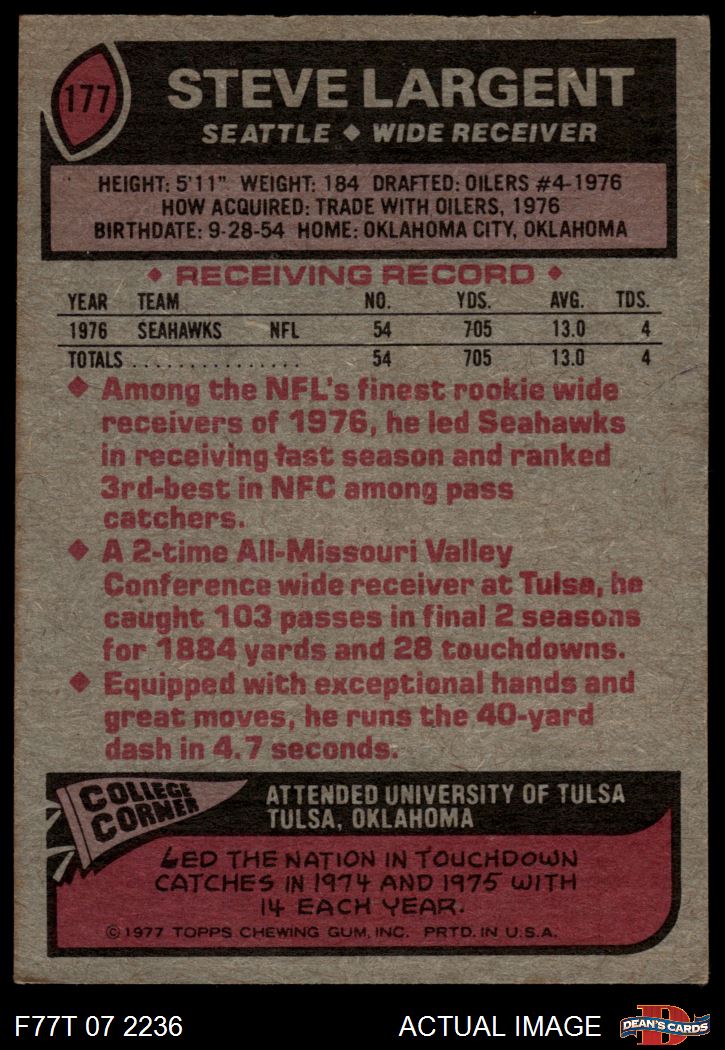 177
STEVE LARGENT
SEATTLE ♦ WIDE RECEIVER
HEIGHT: 5'11" WEIGHT: 184 DRAFTED: OILERS #4-1976
HOW ACQUIRED: TRADE WITH OILERS, 1976
BIRTHDATE: 9-28-54 HOME: OKLAHOMA CITY, OKLAHOMA
♦ RECEIVING RECORD ♦
YEAR TEAM NO. YDS. AVG. TDS.
1976 SEAHAWKS NFL 54 705 13.0 4
TOTALS . . . . . . . . . . . . . . . 54 705 13.0 4
♦ Among the NFL's finest rookie wide
receivers of 1976, he led Seahawks
in receiving last season and ranked
3rd-best in NFC among pass
catchers.
♦ A 2-time All-Missouri Valley
Conference wide receiver at Tulsa, he
caught 103 passes in final 2 seasons
for 1884 yards and 28 touchdowns.
♦ Equipped with exceptional hands and
great moves, he runs the 40-yard
dash in 4.7 seconds.
COLLEGE
CORNER
ATTENDED UNIVERSITY OF TULSA
TULSA, OKLAHOMA
LED THE NATION IN TOUCHDOWN
CATCHES IN 1974 AND 1975 WITH
14 EACH YEAR.
© 1977 TOPPS CHEWING GUM, INC. PRTD. IN U.S.A.
F77T 07 2236
ACTUAL IMAGE
D
DEAN'S CARDS